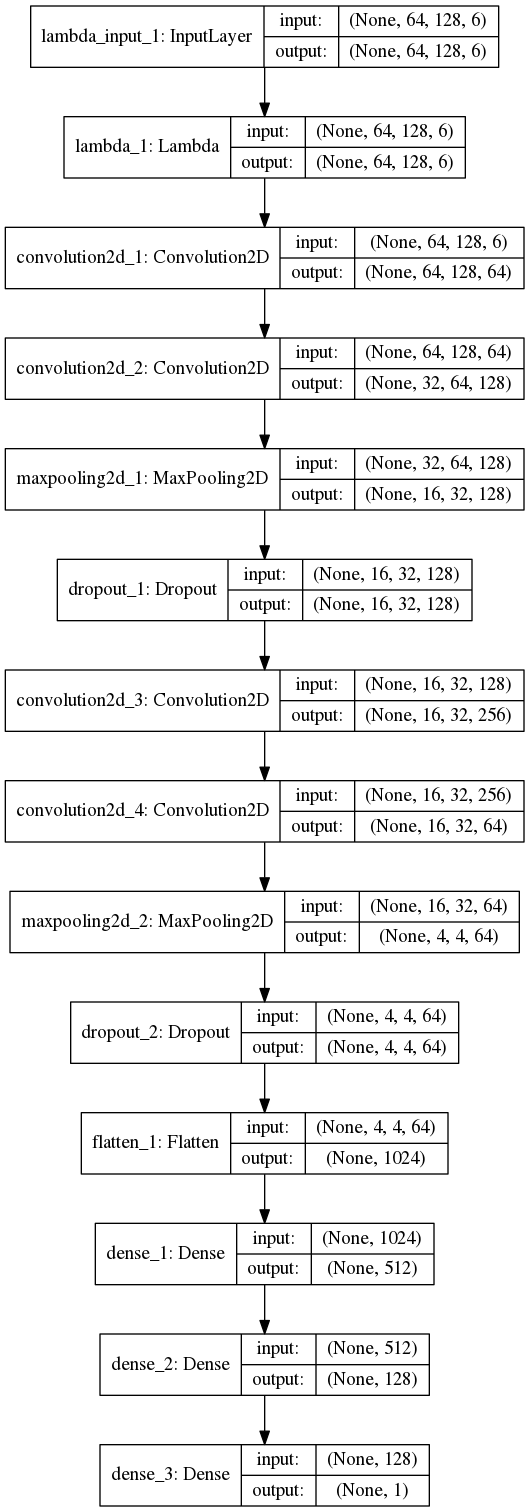 lambda_input_1: InputLayer
input: (None, 64, 128, 6)
output: (None, 64, 128, 6)
lambda_1: Lambda
input: (None, 64, 128, 6)
output: (None, 64, 128, 6)
convolution2d_1: Convolution2D
input: (None, 64, 128, 6)
output: (None, 64, 128, 64)
convolution2d_2: Convolution2D
input: (None, 64, 128, 64)
output: (None, 32, 64, 128)
maxpooling2d_1: MaxPooling2D
input: (None, 32, 64, 128)
output: (None, 16, 32, 128)
dropout_1: Dropout
input: (None, 16, 32, 128)
output: (None, 16, 32, 128)
convolution2d_3: Convolution2D
input: (None, 16, 32, 128)
output: (None, 16, 32, 256)
convolution2d_4: Convolution2D
input: (None, 16, 32, 256)
output: (None, 16, 32, 64)
maxpooling2d_2: MaxPooling2D
input: (None, 16, 32, 64)
output: (None, 4, 4, 64)
dropout_2: Dropout
input: (None, 4, 4, 64)
output: (None, 4, 4, 64)
flatten_1: Flatten
input: (None, 4, 4, 64)
output: (None, 1024)
dense_1: Dense
input: (None, 1024)
output: (None, 512)
dense_2: Dense
input: (None, 512)
output: (None, 128)
dense_3: Dense
input: (None, 128)
output: (None, 1)